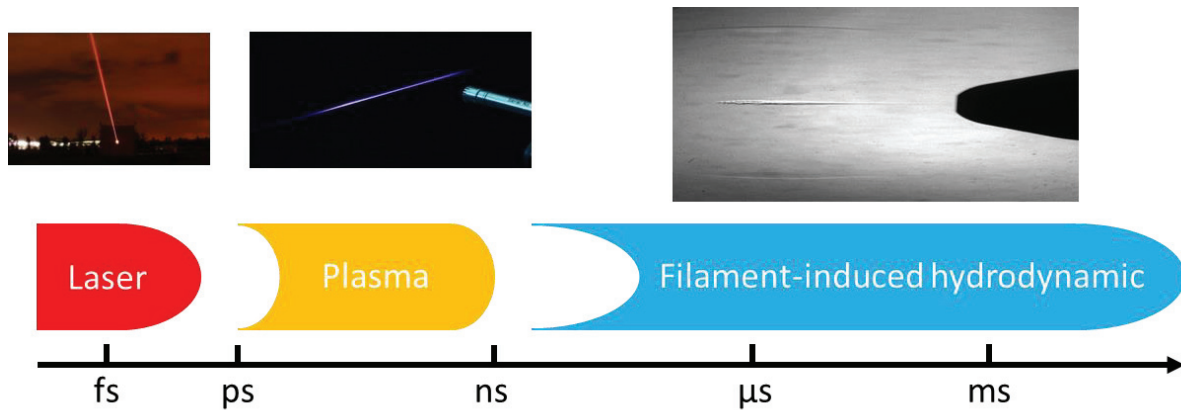 Laser
Plasma
Filament-induced hydrodynamic
fs
ps
ns
μs
ms